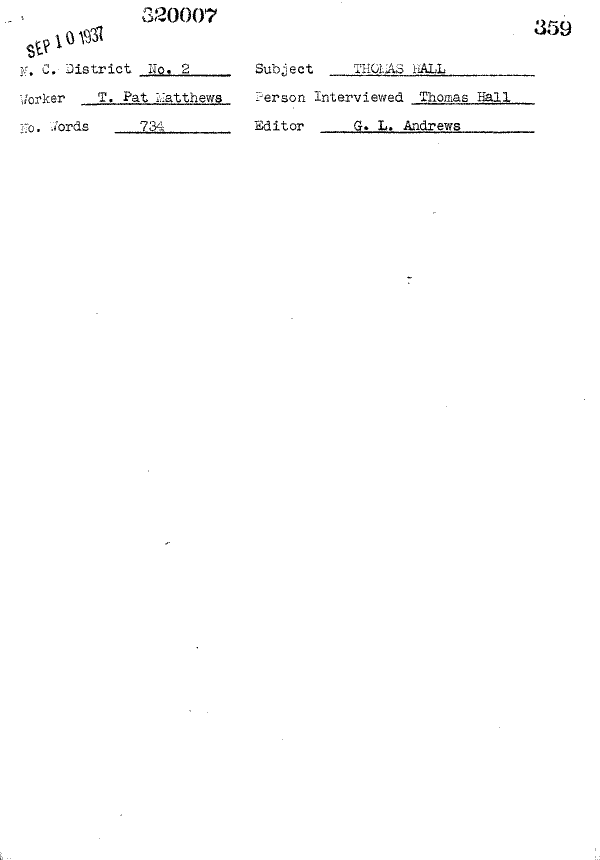 320007
359
SEP 10 1937
N. C. District No. 2 Subject THOMAS HALL
Worker T. Pat Matthews Person Interviewed Thomas Hall
No. Words 734 Editor G. L. Andrews